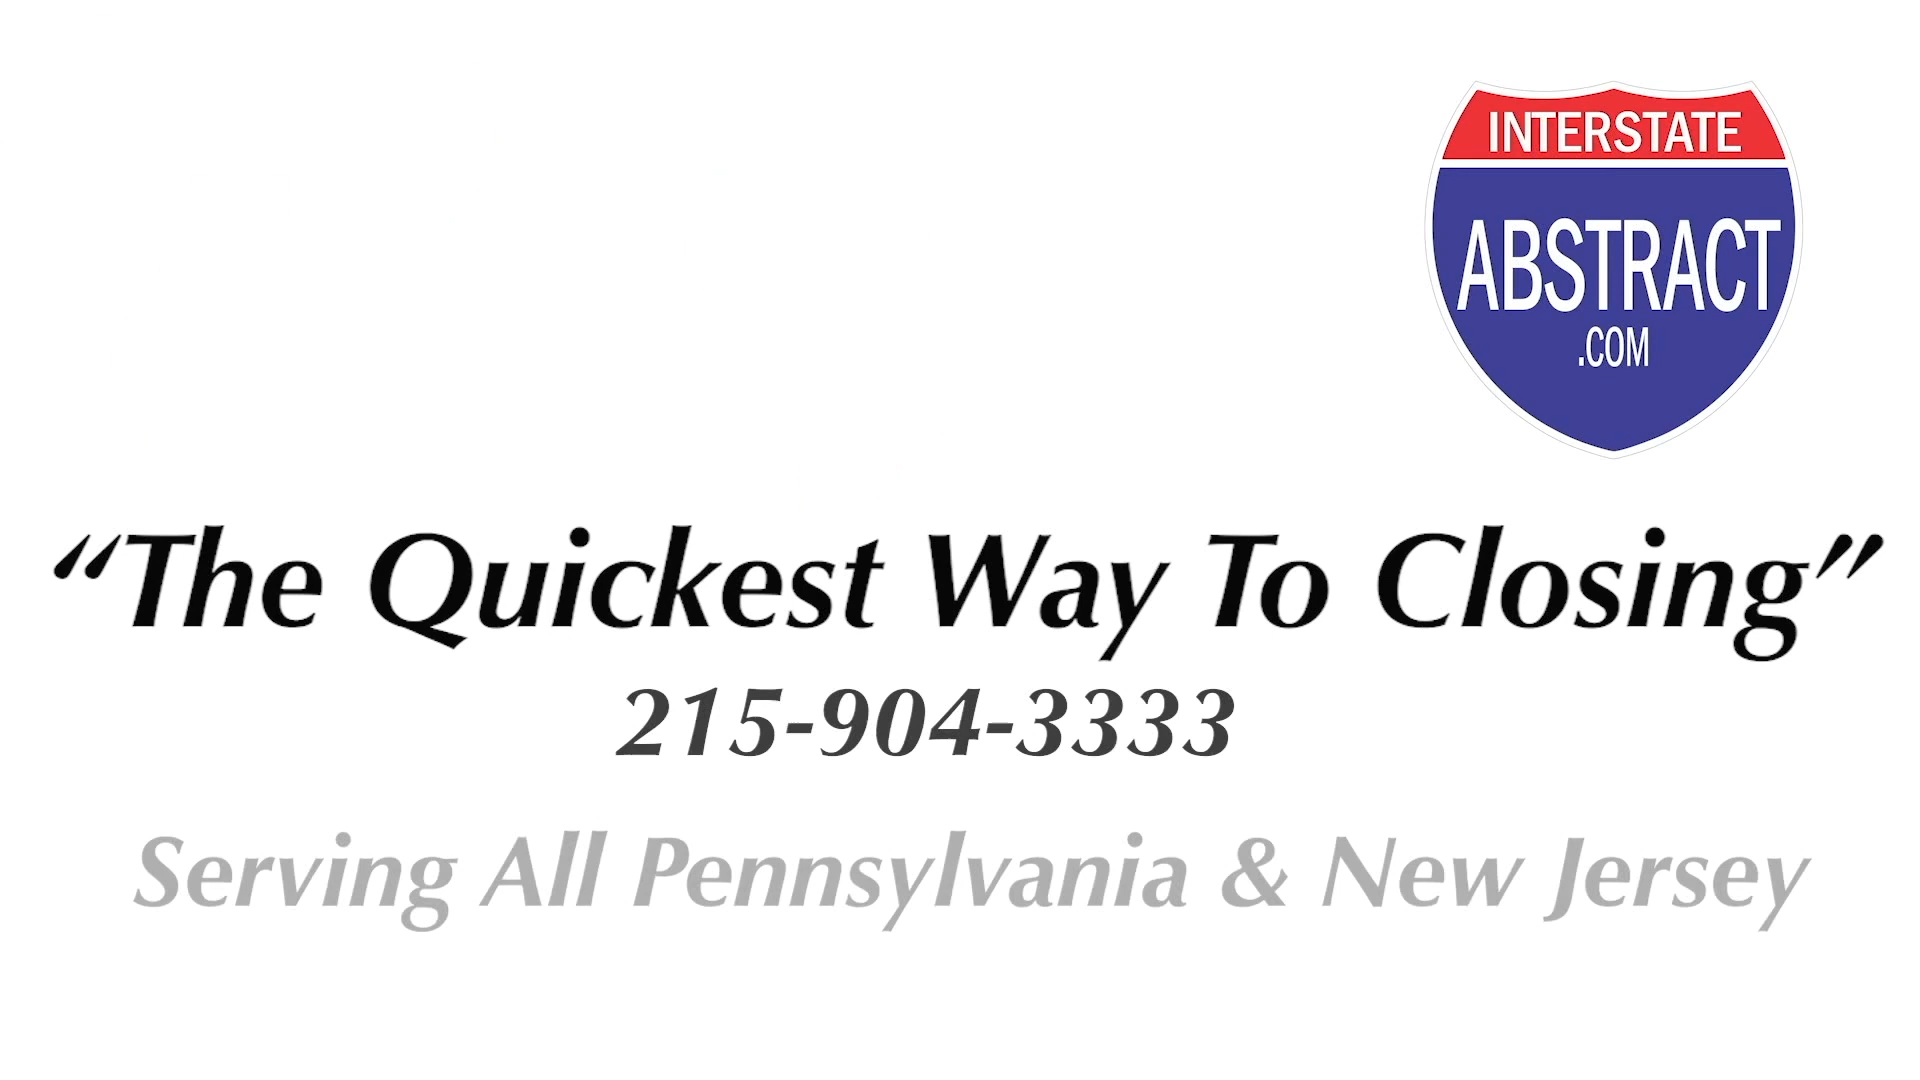 INTERSTATE
ABSTRACT
.COM
“The Quickest Way To Closing”
215-904-3333
Serving All Pennsylvania & New Jersey